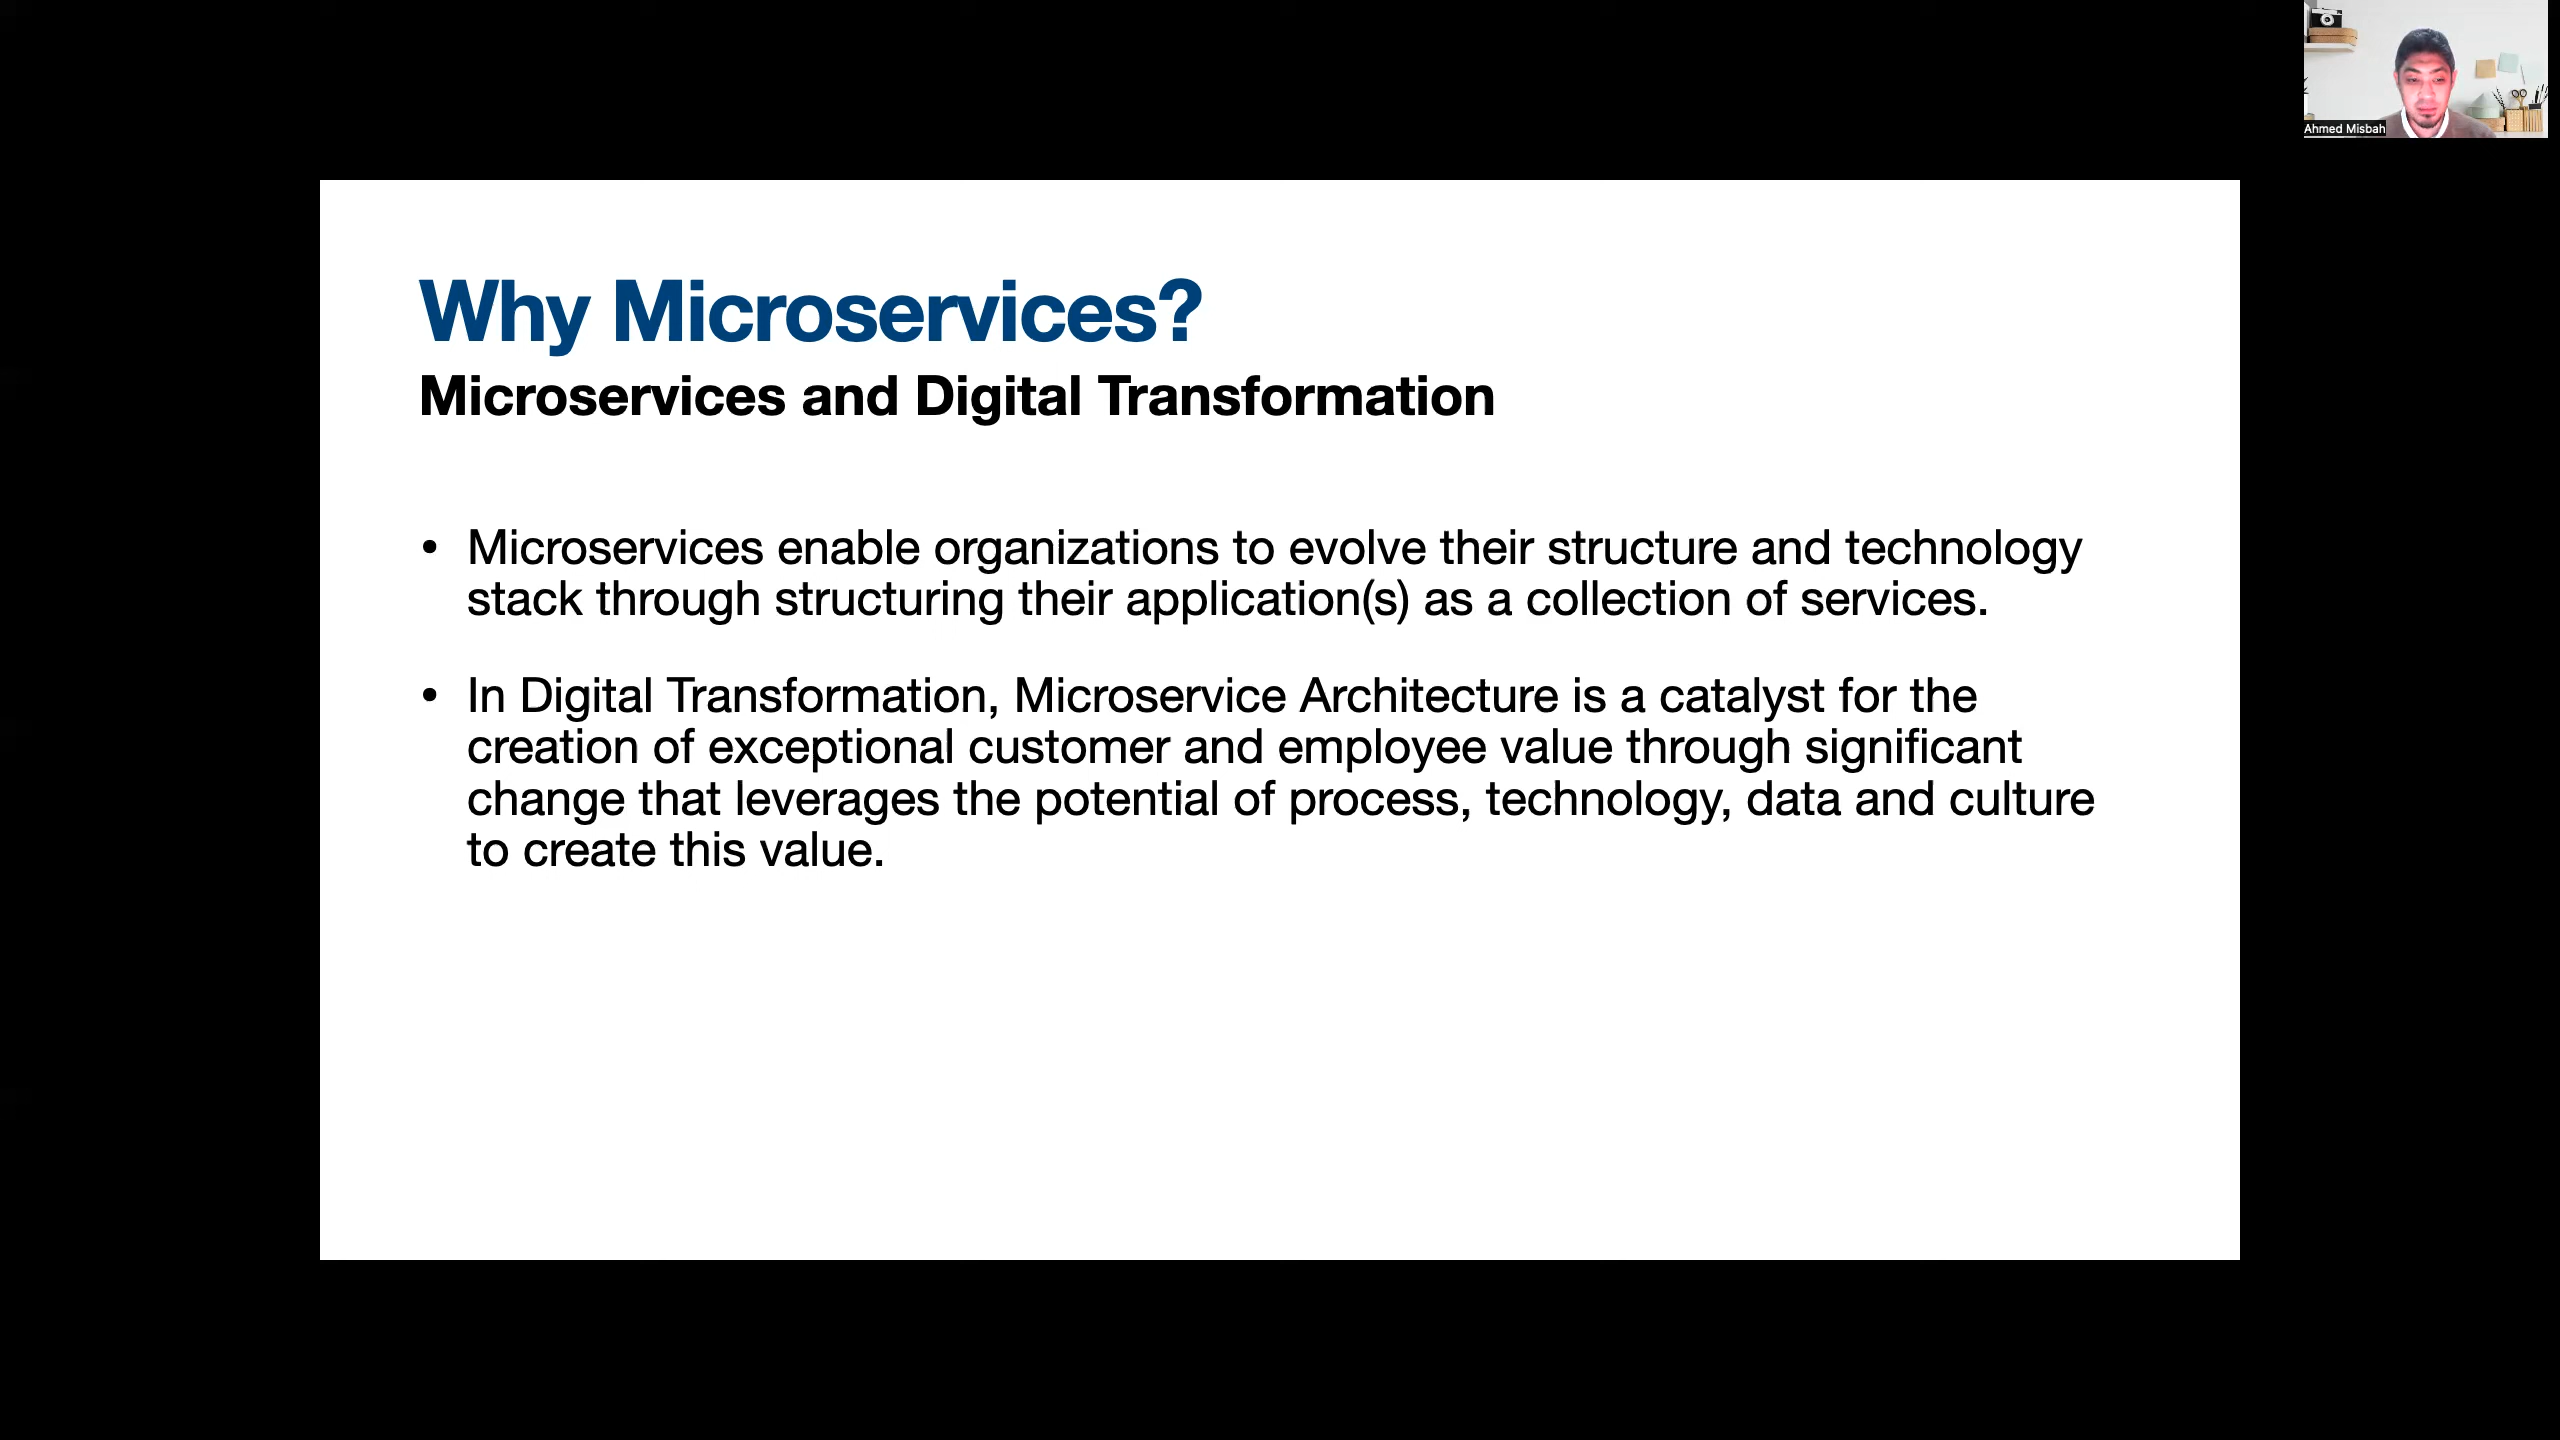 Ahmed Misbah
Why Microservices?
Microservices and Digital Transformation
• Microservices enable organizations to evolve their structure and technology
stack through structuring their application(s) as a collection of services.
• In Digital Transformation, Microservice Architecture is a catalyst for the
creation of exceptional customer and employee value through significant
change that leverages the potential of process, technology, data and culture
to create this value.